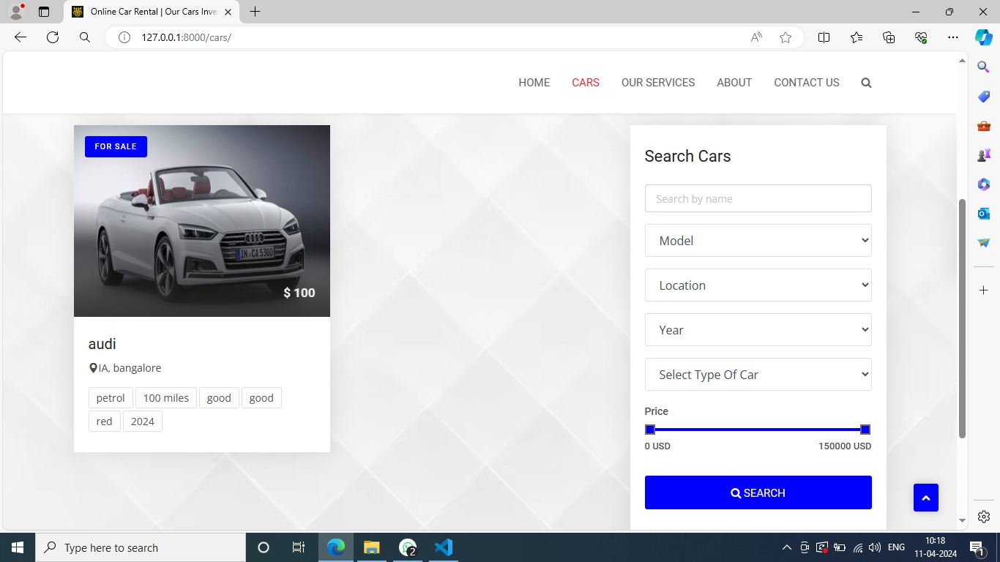 Online Car Rental | Our Cars Inve
127.0.0.1:8000/cars/
HOME CARS OUR SERVICES ABOUT CONTACT US
FOR SALE
IN CA 5300
$ 100
audi
IA, bangalore
petrol 100 miles good good
red 2024
Search Cars
Search by name
Model
Location
Year
Select Type Of Car
Price
0 USD 150000 USD
SEARCH
Type here to search
2
ENG
10:18
11-04-2024
1